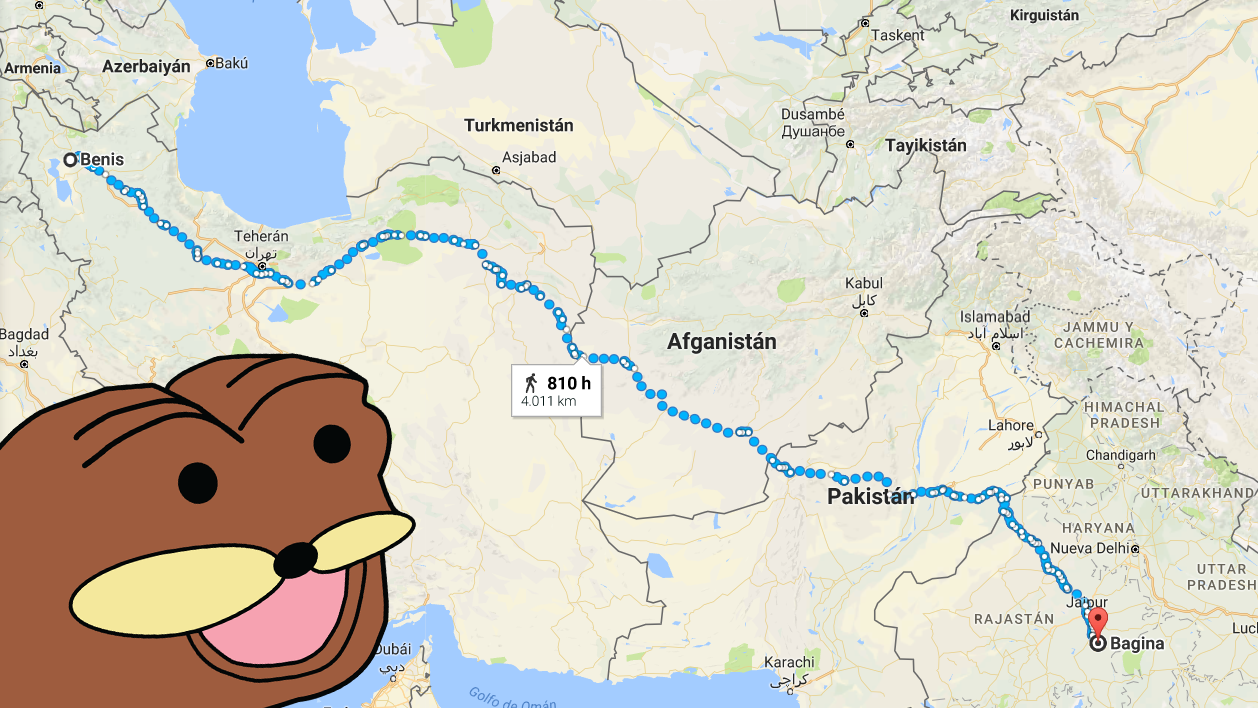 Kirguistán
Taskent
Armenia
Azerbaiyán
Bakú
Turkmenistán
Dusambé
Душанбе
Tayikistán
Asjabad
Benis
Teherán
تهران
Kabul
کابل
Islamabad
اسلام آباد
JAMMU Y
CACHEMIRA
Bagdad
بغداد
Afganistán
810 h
4.011 km
HIMACHAL
PRADESH
Lahore
لاہور
Chandigarh
PUNYAB
UTTARAKHAND
Pakistán
HARYANA
Nueva Delhi
UTTAR
PRADESH
Jaipur
RAJASTÁN
Bagina
Dubái
دبي
Karachi
کراچی
Golfo de Omán